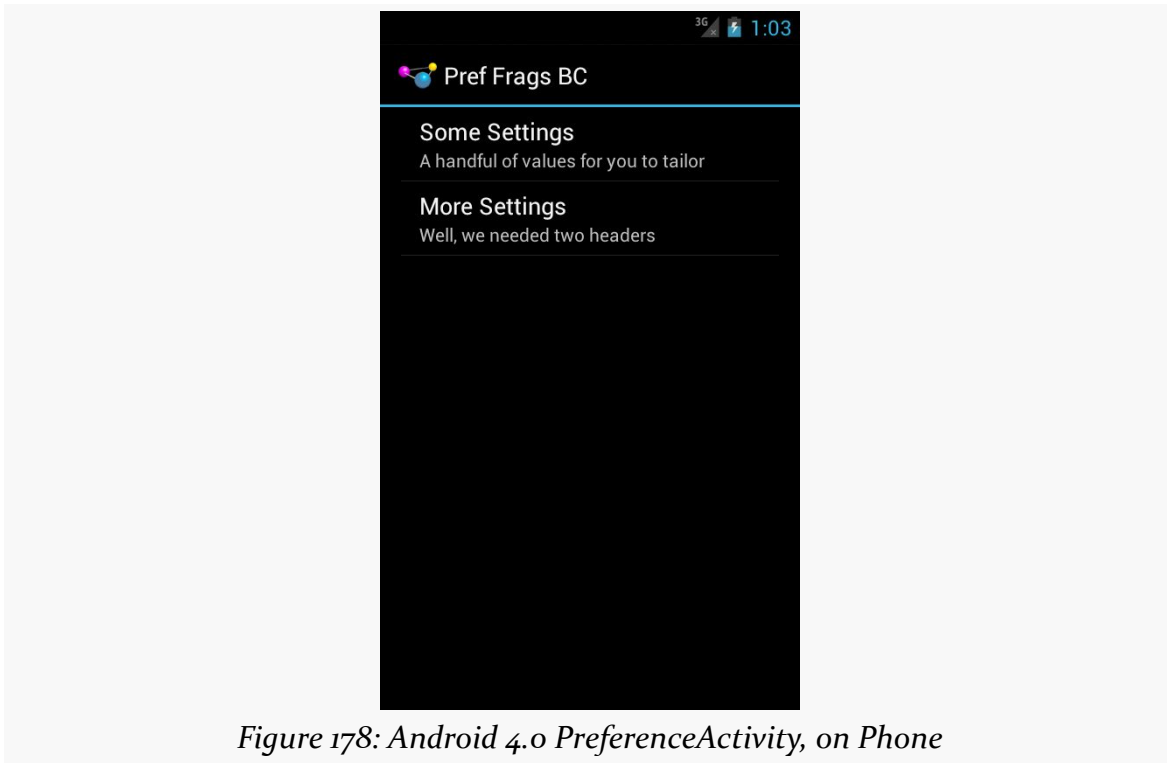 3G 1:03
Pref Frags BC
Some Settings
A handful of values for you to tailor
More Settings
Well, we needed two headers
Figure 178: Android 4.0 PreferenceActivity, on Phone